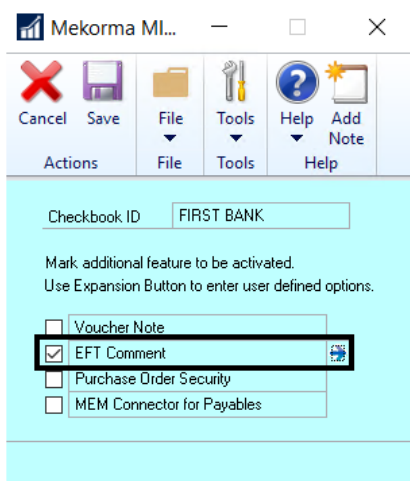 Mekorma MI...
Cancel Save File Tools Help Add Note
Actions File Tools Help
Checkbook ID FIRST BANK
Mark additional feature to be activated.
Use Expansion Button to enter user defined options.
Voucher Note
EFT Comment
Purchase Order Security
MEM Connector for Payables